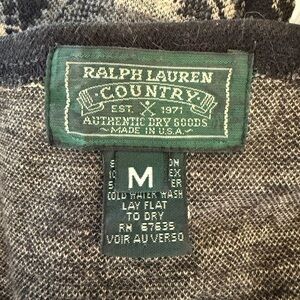 RALPH LAUREN
COUNTRY
EST. 1971
AUTHENTIC DRY GOODS
MADE IN U.S.A.
M
COLD WATER WASH
LAY FLAT
TO DRY
RN 67635
VOIR AU VERSO